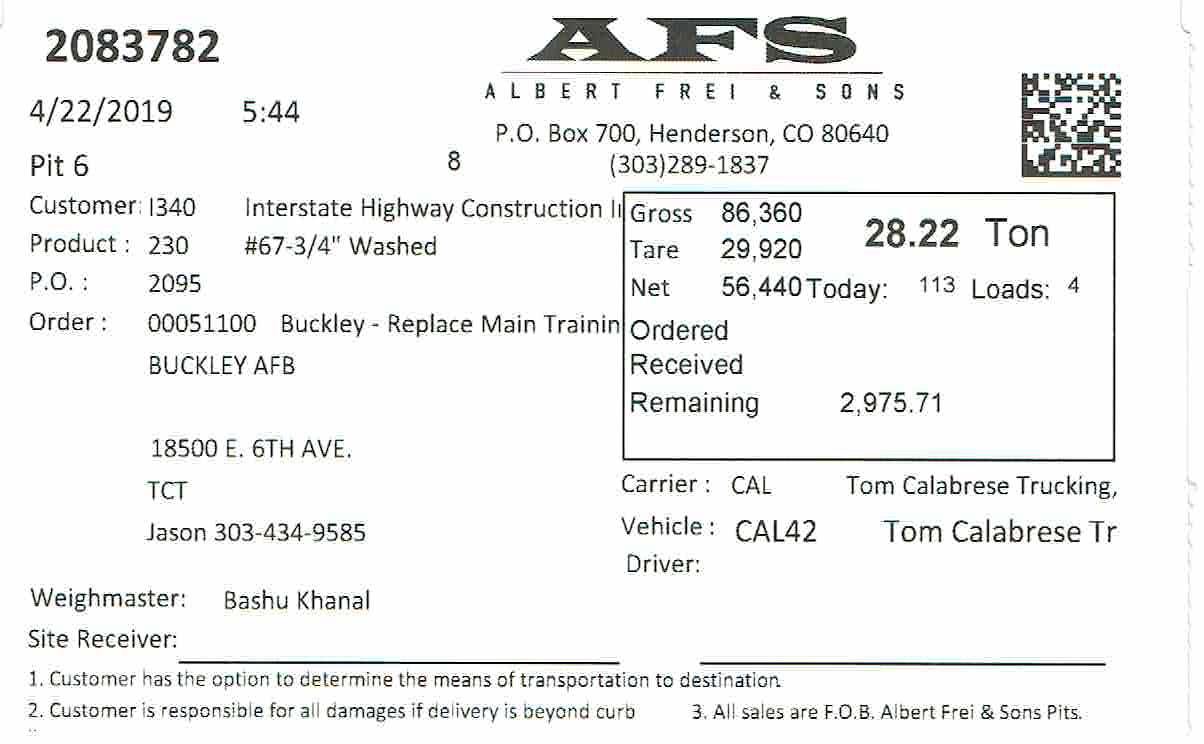 2083782
AFS
ALBERT FREI & SONS
4/22/2019 5:44
P.O. Box 700, Henderson, CO 80640
Pit 6 8 (303)289-1837
Customer: I340 Interstate Highway Construction
Product : 230 #67-3/4" Washed
P.O. : 2095
Order : 00051100 Buckley - Replace Main Trainin
BUCKLEY AFB
18500 E. 6TH AVE.
TCT
Jason 303-434-9585
Gross 86,360 28.22 Ton
Tare 29,920
Net 56,440 Today: 113 Loads: 4
Ordered
Received
Remaining 2,975.71
Carrier : CAL Tom Calabrese Trucking,
Vehicle : CAL42 Tom Calabrese Tr
Driver:
Weighmaster: Bashu Khanal
Site Receiver:
1. Customer has the option to determine the means of transportation to destination
2. Customer is responsible for all damages if delivery is beyond curb 3. All sales are F.O.B. Albert Frei & Sons Pits.